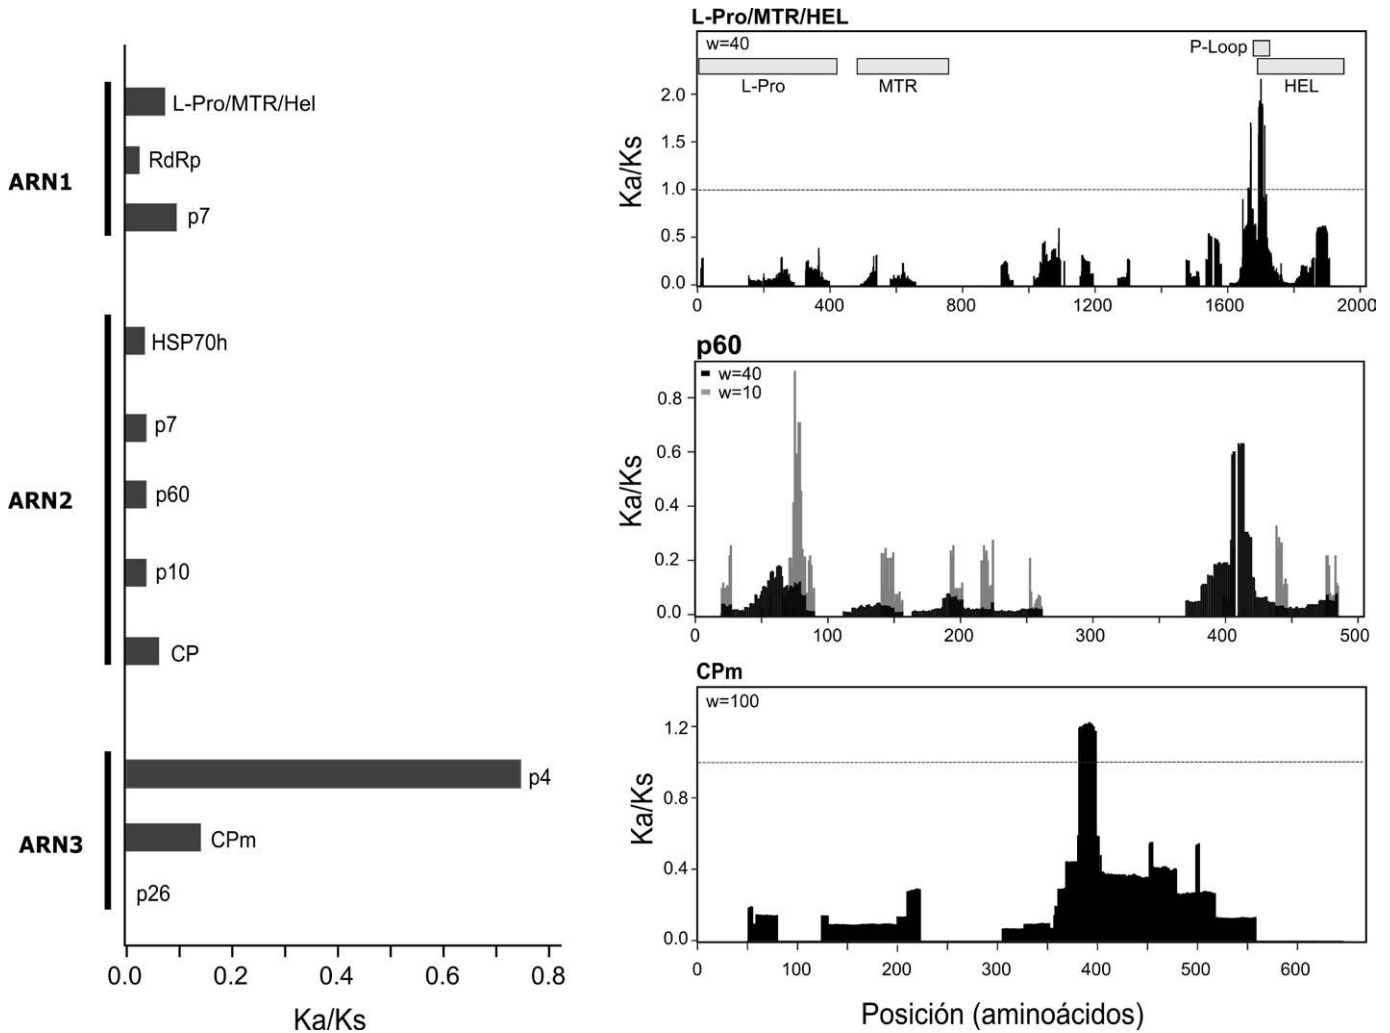 ARN1
L-Pro/MTR/Hel
RdRp
p7
ARN2
HSP70h
p7
p60
p10
CP
ARN3
p4
CPm
p26
0.0 0.2 0.4 0.6 0.8
Ka/Ks
L-Pro/MTR/HEL
w=40
P-Loop
L-Pro MTR HEL
2.0
1.5
1.0
0.5
0.0
Ka/Ks
0 400 800 1200 1600 2000
p60
w=40
w=10
0.8
0.6
0.4
0.2
0.0
Ka/Ks
0 100 200 300 400 500
CPm
w=100
1.2
0.8
0.4
0.0
Ka/Ks
0 100 200 300 400 500 600
Posición (aminoácidos)